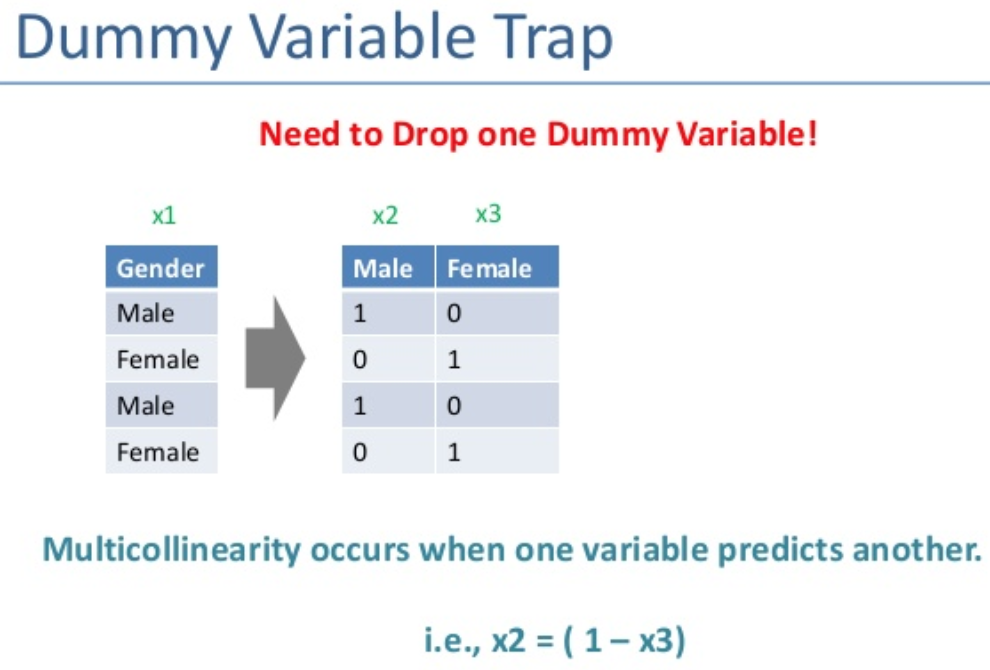 Dummy Variable Trap
Need to Drop one Dummy Variable!
x1 x2 x3
Gender Male Female
Male 1 0
Female 0 1
Male 1 0
Female 0 1
Multicollinearity occurs when one variable predicts another.
i.e., x2 = ( 1 – x3)